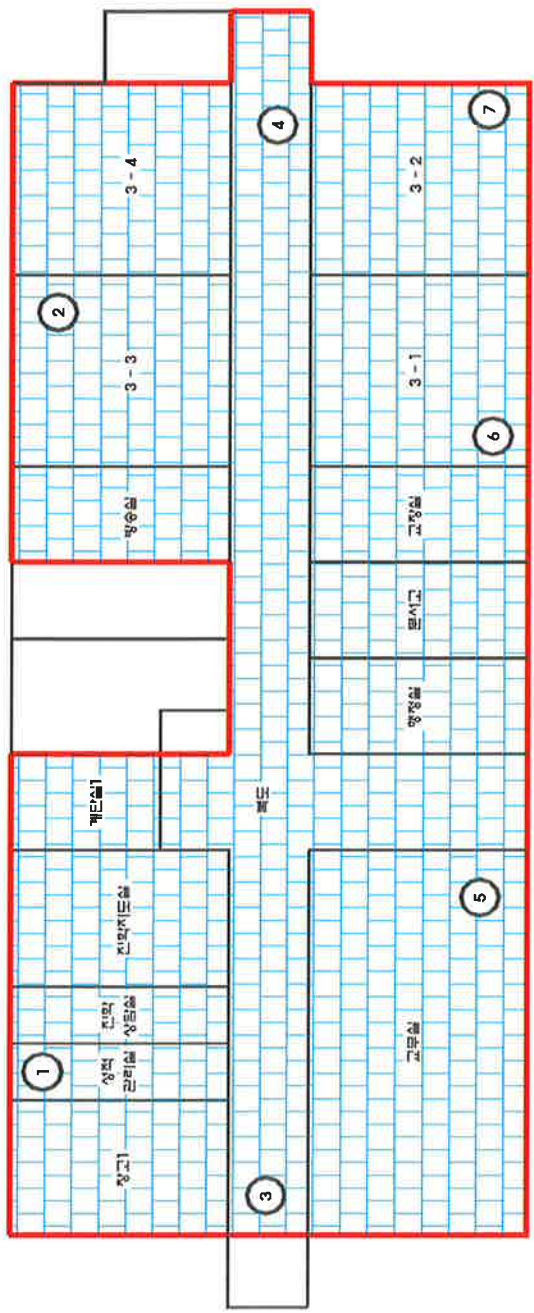 1
2
창고1
성적
관리실
진학
상담실
진학지도실
계단실1
방송실
3 - 3
3 - 4
3
복도
4
교무실
행정실
문서고
교장실
3 - 1
3 - 2
5
6
7